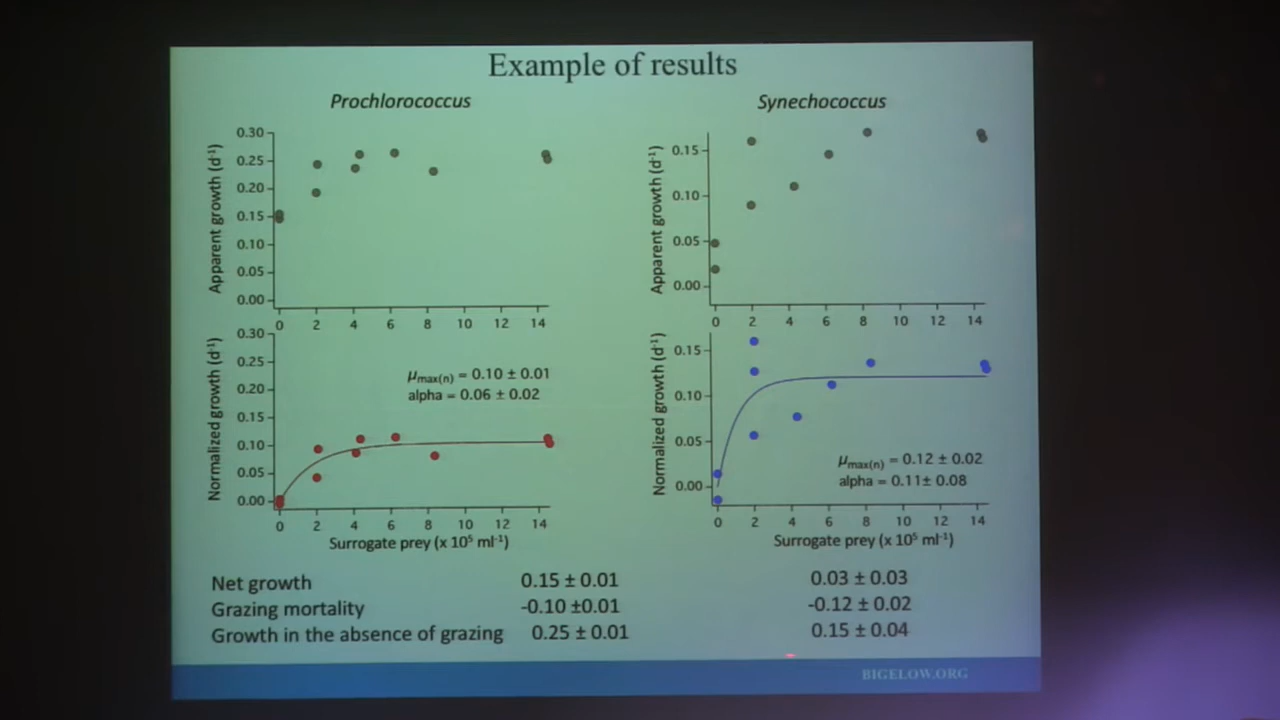 Example of results
Prochlorococcus
Synechococcus
Apparent growth (d-1)
0.30
0.25
0.20
0.15
0.10
0.05
0.00
0 2 4 6 8 10 12 14
Apparent growth (d-1)
0.15
0.10
0.05
0.00
0 2 4 6 8 10 12 14
Normalized growth (d-1)
0.30
0.25
0.20
0.15
0.10
0.05
0.00
μmax(n) = 0.10 ± 0.01
alpha = 0.06 ± 0.02
0 2 4 6 8 10 12 14
Surrogate prey (x 10⁵ ml-1)
Normalized growth (d-1)
0.15
0.10
0.05
0.00
μmax(n) = 0.12 ± 0.02
alpha = 0.11± 0.08
0 2 4 6 8 10 12 14
Surrogate prey (x 10⁵ ml-1)
Net growth 0.15 ± 0.01 0.03 ± 0.03
Grazing mortality -0.10 ±0.01 -0.12 ± 0.02
Growth in the absence of grazing 0.25 ± 0.01 0.15 ± 0.04
BIGELOW.ORG